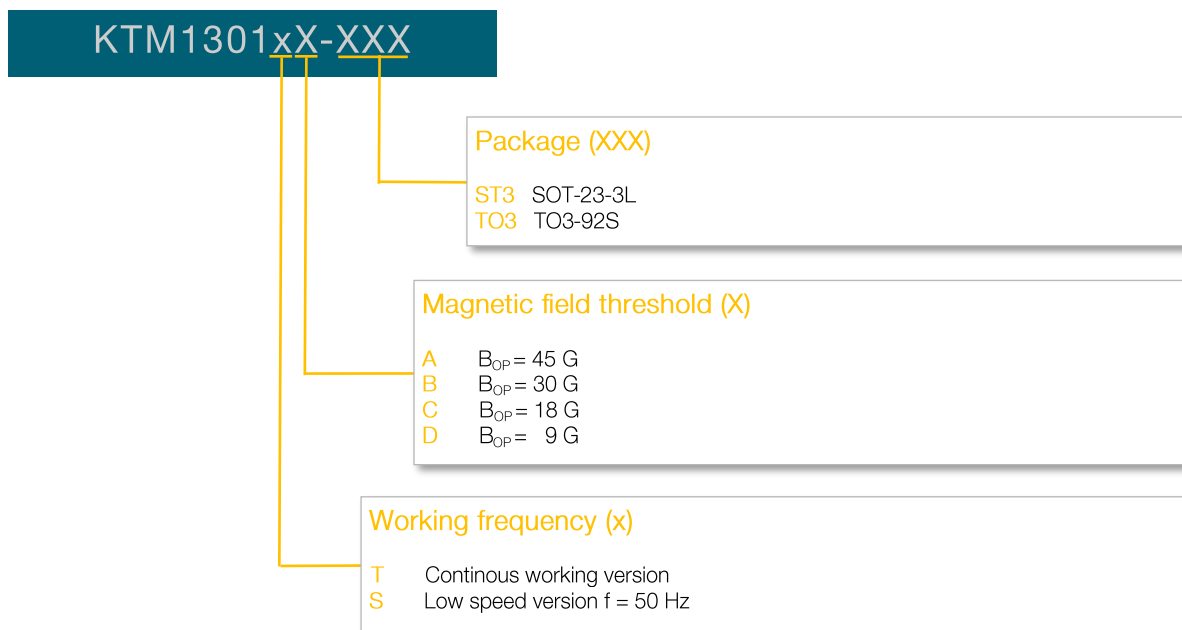 KTM1301xX-XXX
Package (XXX)
ST3 SOT-23-3L
TO3 TO3-92S
Magnetic field threshold (X)
A BOP = 45 G
B BOP = 30 G
C BOP = 18 G
D BOP = 9 G
Working frequency (x)
T Continous working version
S Low speed version f = 50 Hz